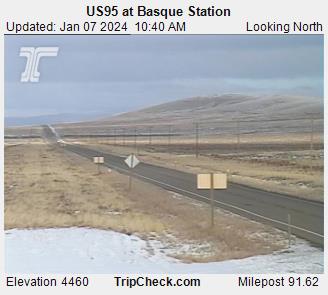 US95 at Basque Station
Updated: Jan 07 2024 10:40 AM Looking North
Elevation 4460 TripCheck.com Milepost 91.62